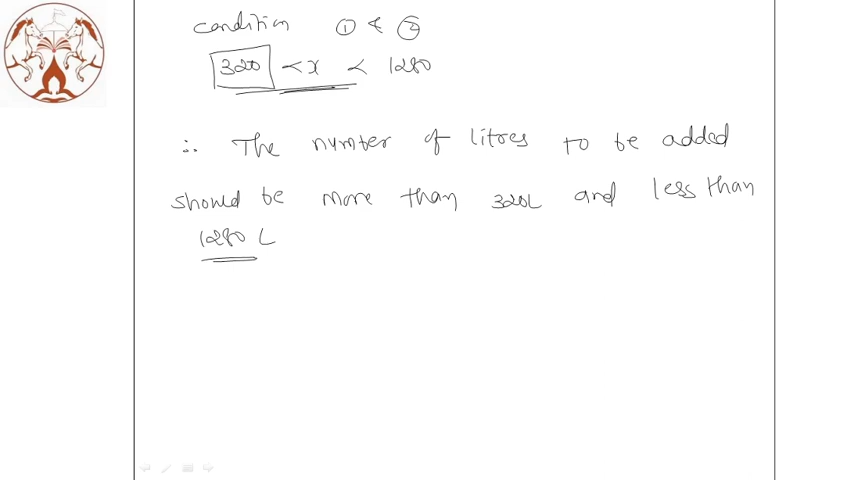 condition ① & ②
320 < x < 1280
∴ The number of litres to be added
should be more than 320L and less than
1280 L